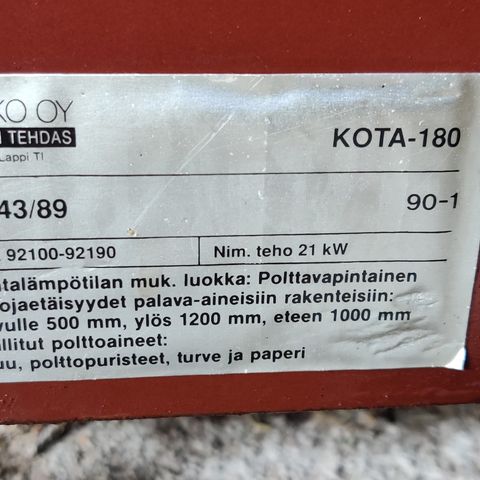 KO OY
TEHDAS
Lappi Tl
KOTA-180
43/89
90-1
92100-92190
Nim. teho 21 kW
talämpötilan muk. luokka: Polttavapintainen
ojaetäisyydet palava-aineisiin rakenteisiin:
vulle 500 mm, ylös 1200 mm, eteen 1000 mm
llitut polttoaineet:
uu, polttopuristeet, turve ja paperi